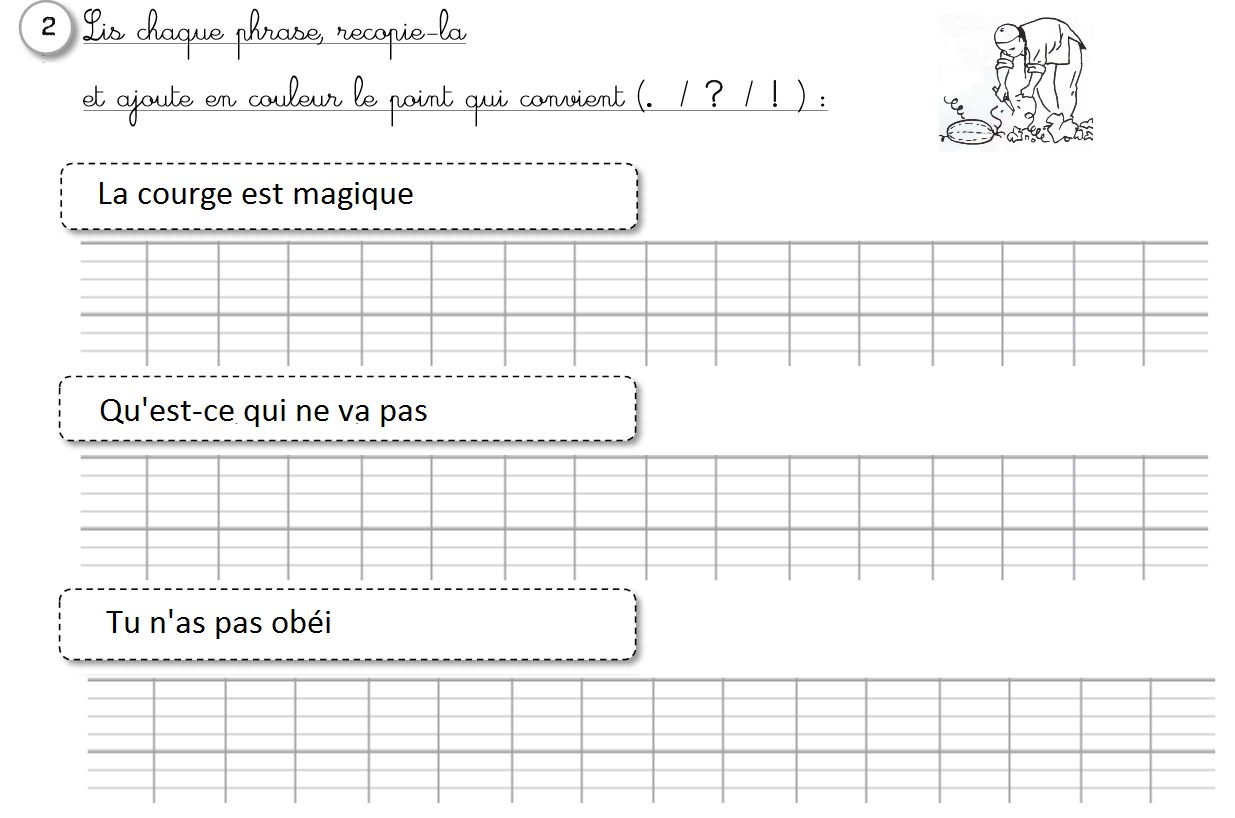 2 Lis chaque phrase, recopie-la
et ajoute en couleur le point qui convient (. / ? / ! ) :
La courge est magique
Qu'est-ce qui ne va pas
Tu n'as pas obéi